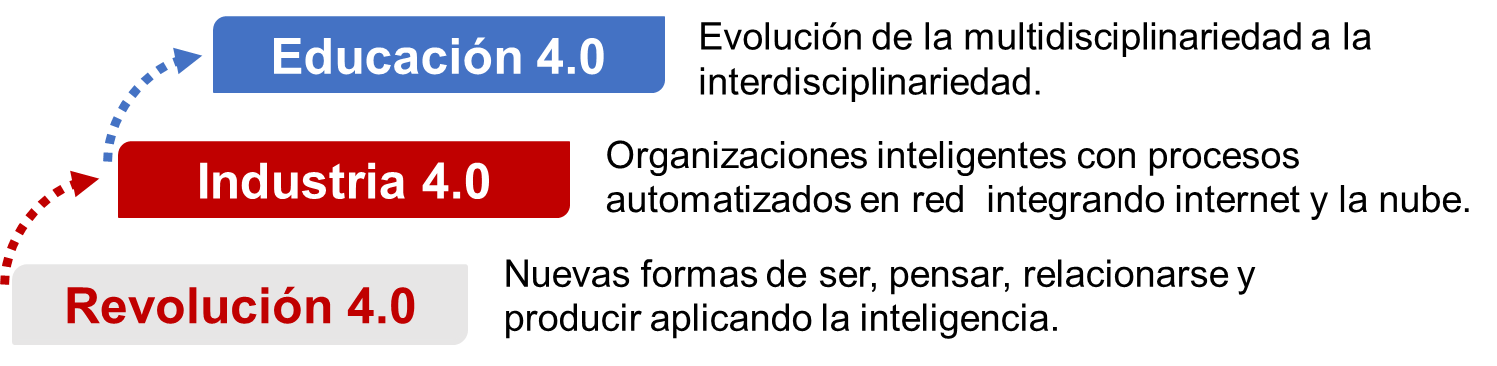 Educación 4.0
Evolución de la multidisciplinariedad a la
interdisciplinariedad.
Industria 4.0
Organizaciones inteligentes con procesos
automatizados en red  integrando internet y la nube.
Revolución 4.0
Nuevas formas de ser, pensar, relacionarse y
producir aplicando la inteligencia.